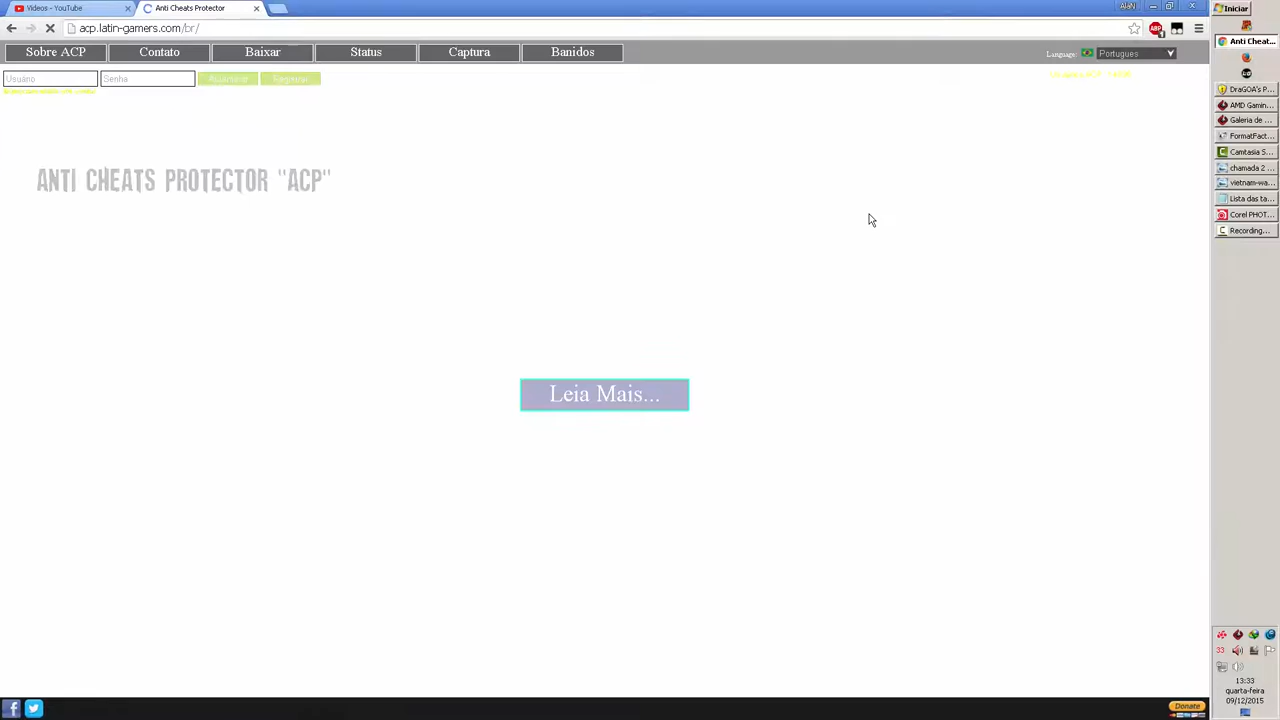 Videos - YouTube
Anti Cheats Protector
AlaN
acp.latin-gamers.com/br/
Sobre ACP
Contato
Baixar
Status
Captura
Banidos
Language:
Portugues
Usuário
Senha
ANTI CHEATS PROTECTOR "ACP"
Leia Mais...
Donate
Iniciar
Anti Cheat...
DraGOA's P...
AMD Gamin...
Galeria de ...
FormatFact...
Camtasia S...
chamada 2 ...
vietnam-wa...
Lista das ta...
Corel PHOT...
Recording...
33
13:33
quarta-feira
09/12/2015